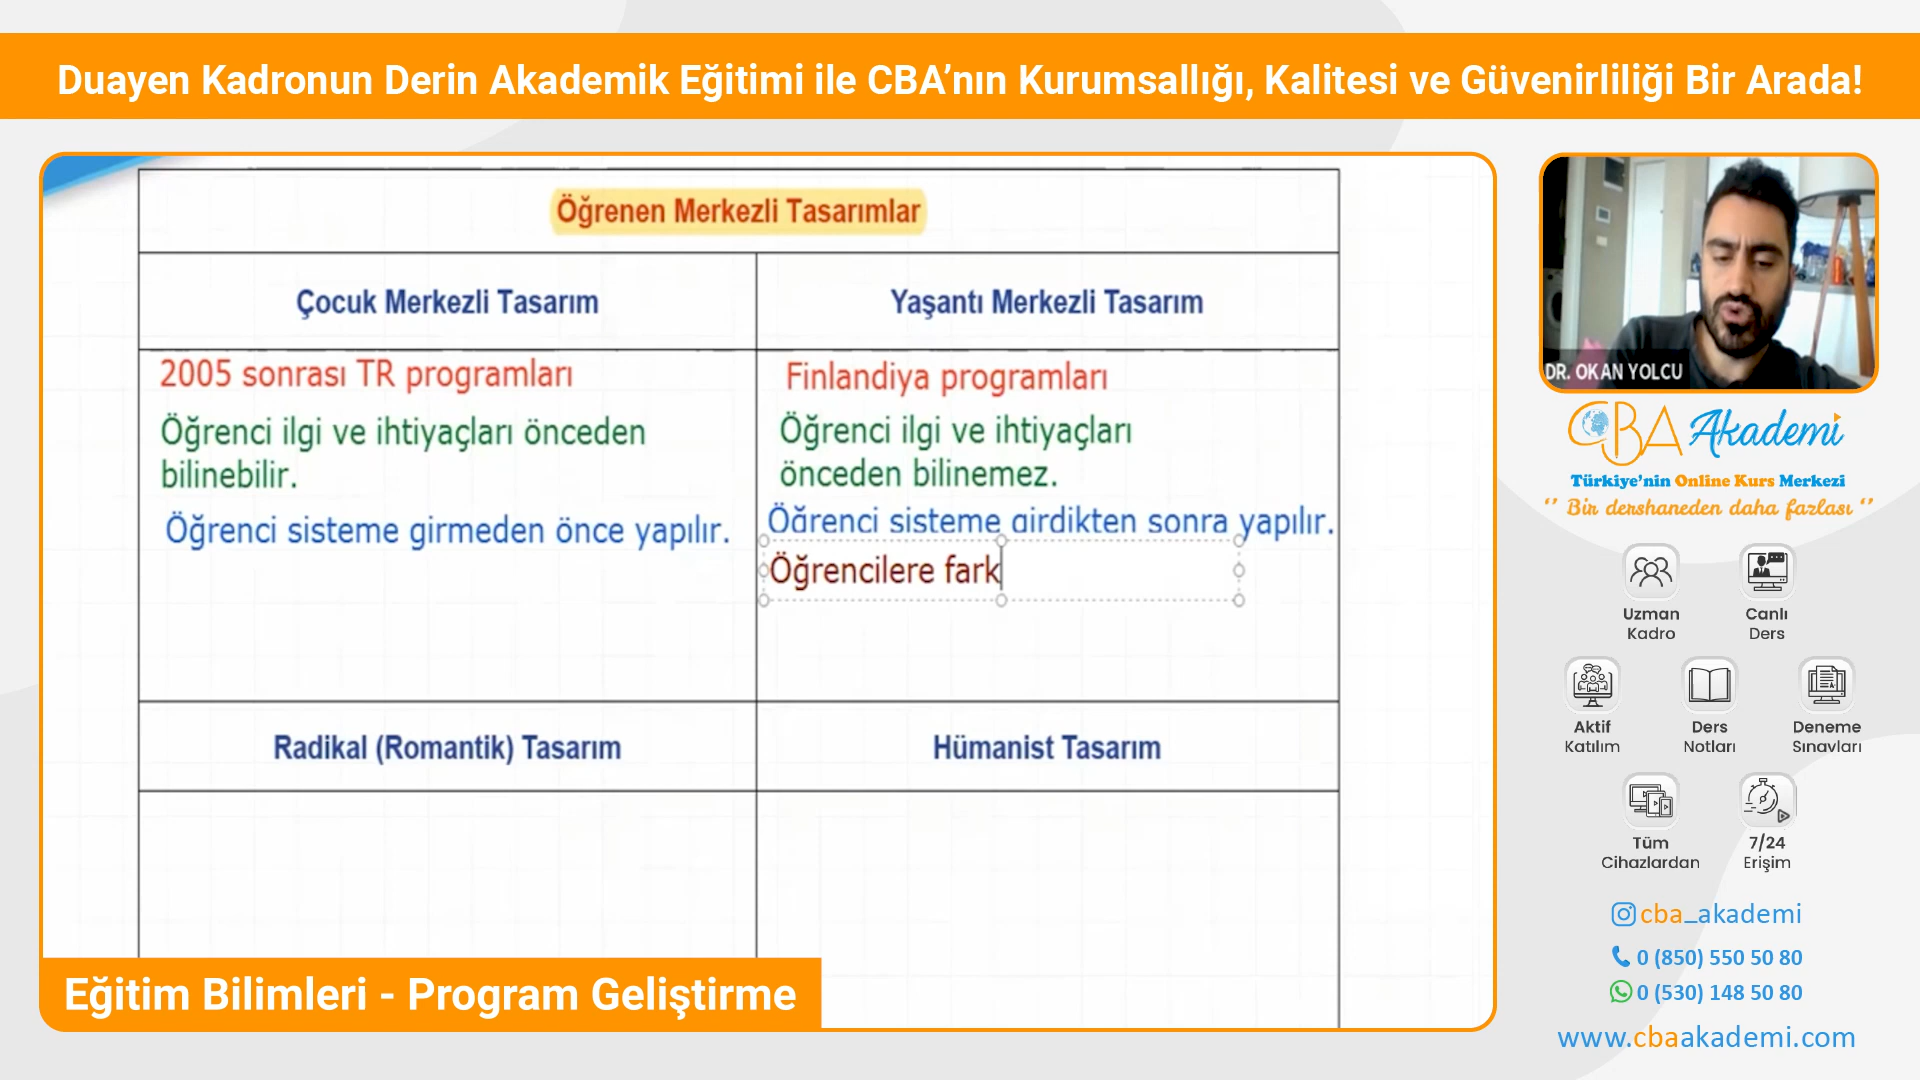 Duayen Kadronun Derin Akademik Eğitimi ile CBA’nın Kurumsallığı, Kalitesi ve Güvenirliliği Bir Arada!
Öğrenen Merkezli Tasarımlar
Çocuk Merkezli Tasarım
Yaşantı Merkezli Tasarım
2005 sonrası TR programları
Öğrenci ilgi ve ihtiyaçları önceden
bilinebilir.
Öğrenci sisteme girmeden önce yapılır.
Finlandiya programları
Öğrenci ilgi ve ihtiyaçları
önceden bilinemez.
Öğrenci sisteme girdikten sonra yapılır.
Öğrencilere fark
Radikal (Romantik) Tasarım
Hümanist Tasarım
Eğitim Bilimleri - Program Geliştirme
DR. OKAN YOLCU
CBA Akademi
Türkiye’nin Online Kurs Merkezi
‘‘ Bir dershaneden daha fazlası ‘‘
Uzman
Kadro
Canlı
Ders
Aktif
Katılım
Ders
Notları
Deneme
Sınavları
Tüm
Cihazlardan
7/24
Erişim
cba_akademi
0 (850) 550 50 80
0 (530) 148 50 80
www.cbaakademi.com